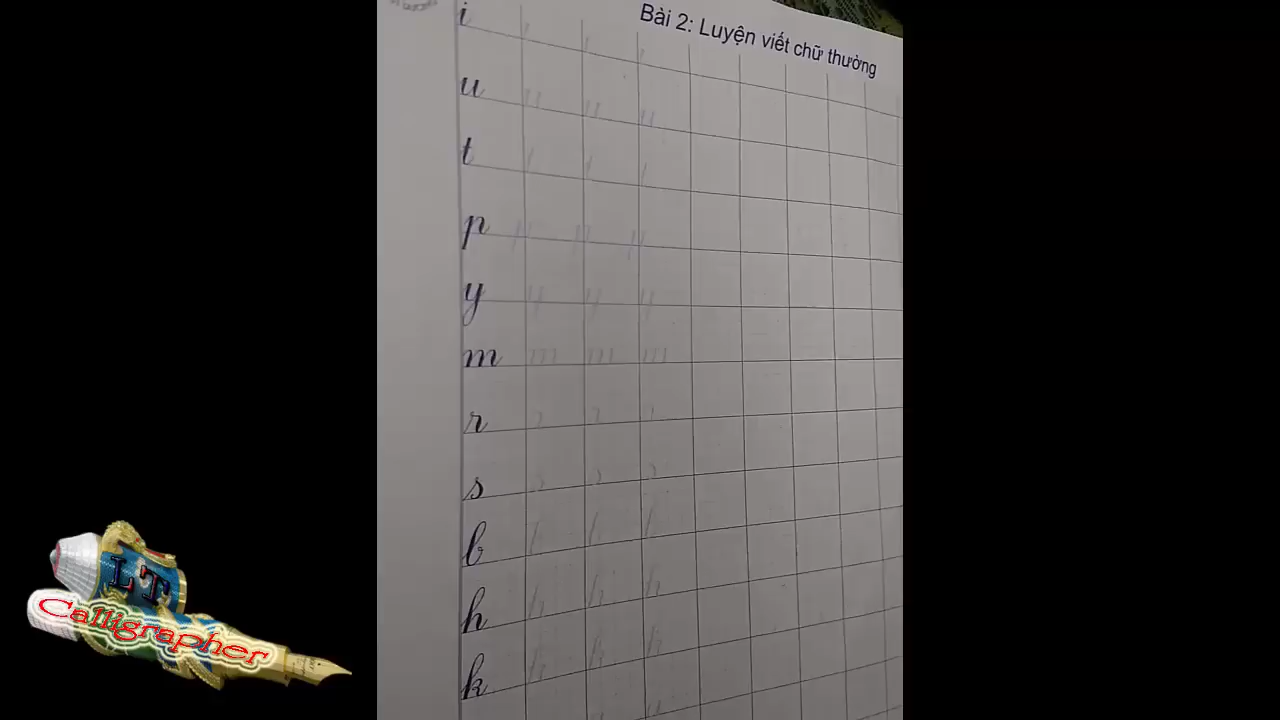 Bài 2: Luyện viết chữ thường
i
u
t
p
y
m
r
s
b
h
k
LT
Calligrapher